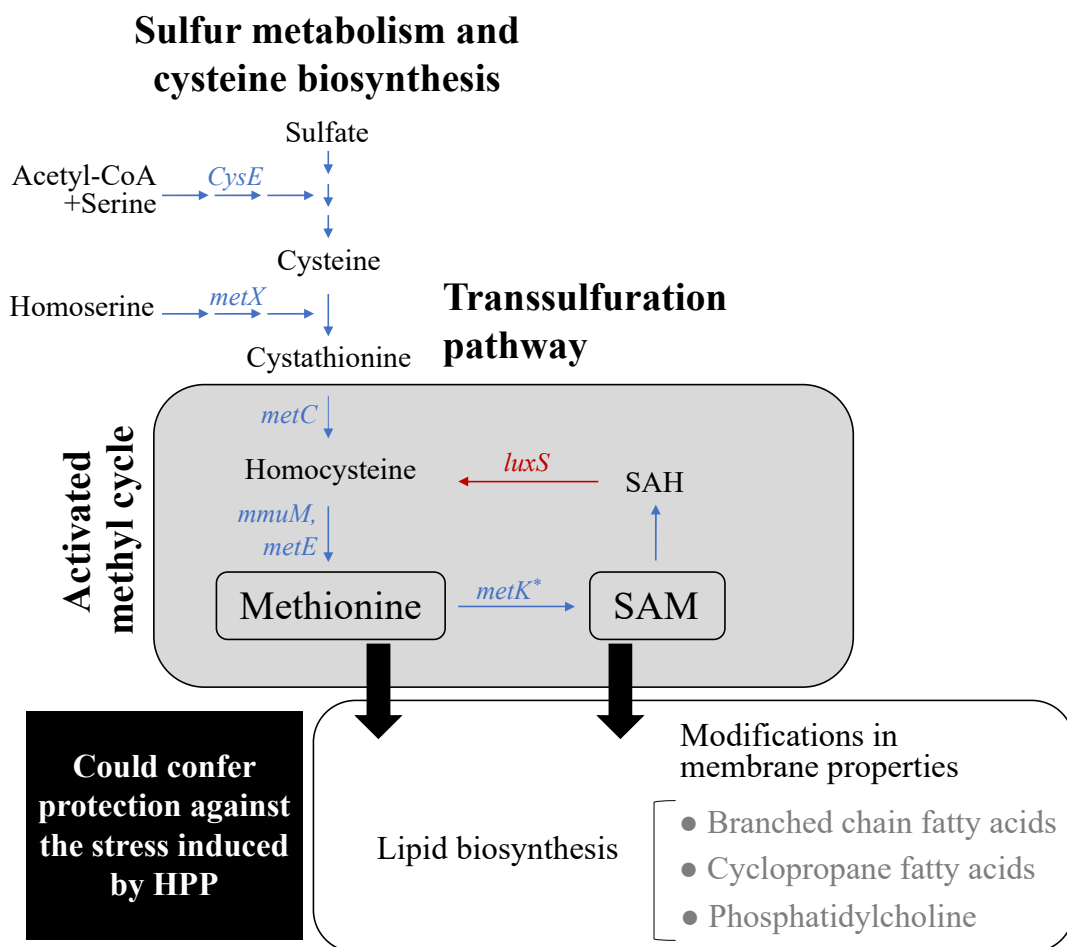 Sulfur metabolism and
cysteine biosynthesis
Sulfate
Acetyl-CoA
+Serine
CysE
Cysteine
Homoserine
metX
Transsulfuration
pathway
Cystathionine
Activated
methyl cycle
metC
Homocysteine
luxS
SAH
mmuM,
metE
Methionine
metK*
SAM
Could confer
protection against
the stress induced
by HPP
Lipid biosynthesis
Modifications in
membrane properties
● Branched chain fatty acids
● Cyclopropane fatty acids
● Phosphatidylcholine